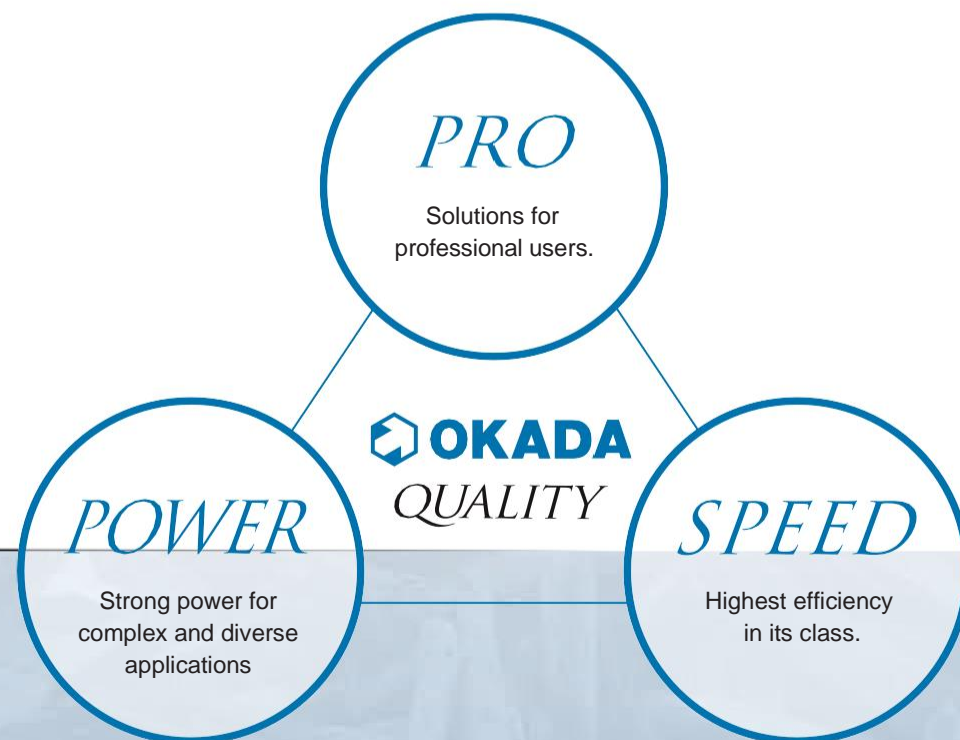 PRO
Solutions for
professional users.
OKADA
QUALITY
POWER
Strong power for
complex and diverse
applications
SPEED
Highest efficiency
in its class.